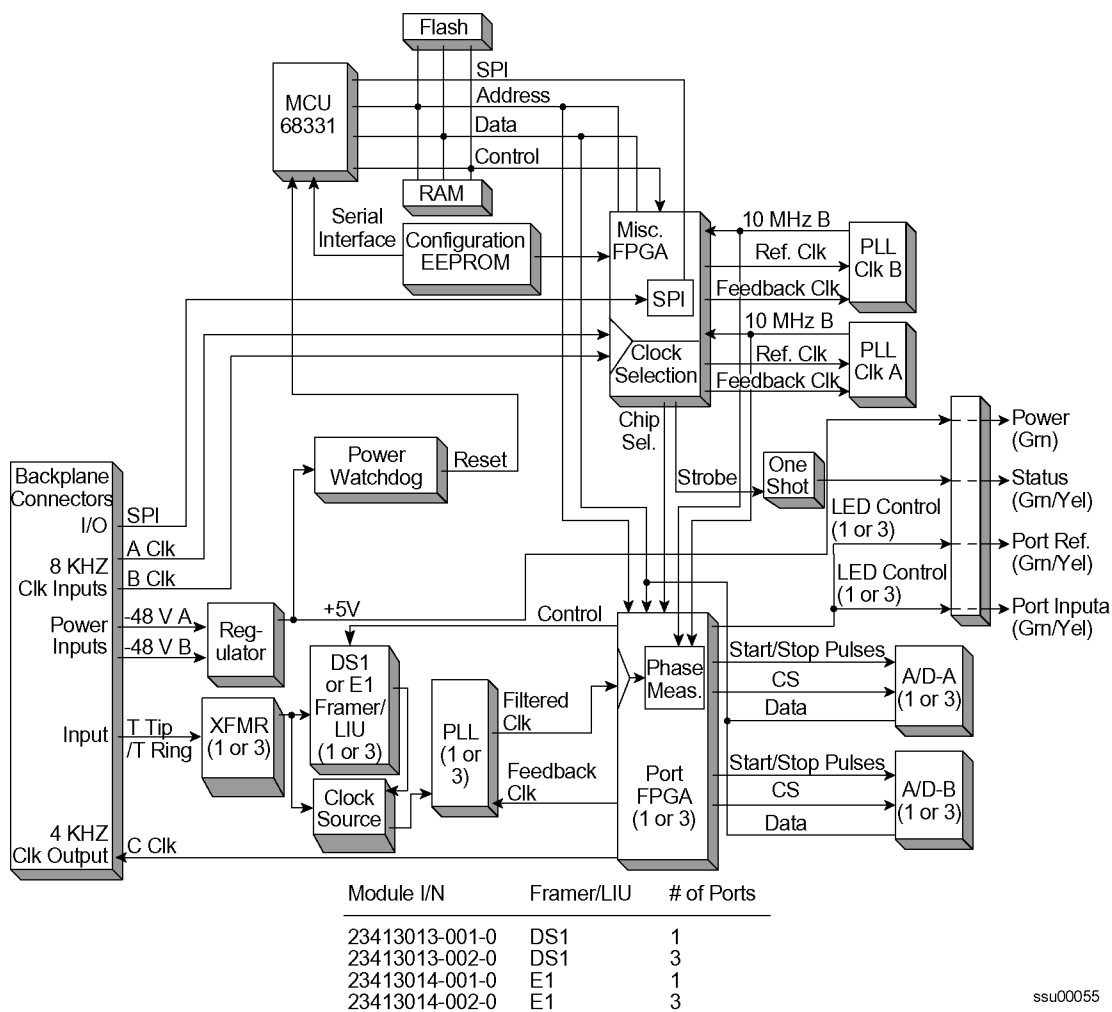 Flash
SPI
MCU
68331
Address
Data
Control
RAM
Serial
Interface
Configuration
EEPROM
Misc.
FPGA
SPI
Clock
Selection
10 MHz B
Ref. Clk
Feedback Clk
PLL
Clk B
10 MHz B
Ref. Clk
Feedback Clk
PLL
Clk A
Chip
Sel.
Strobe
One
Shot
Power
Watchdog
Reset
Power
(Grn)
Status
(Grn/Yel)
LED Control
(1 or 3)
Port Ref.
(Grn/Yel)
LED Control
(1 or 3)
Port Inputa
(Grn/Yel)
Backplane
Connectors
I/O
SPI
8 KHZ
Clk Inputs
A Clk
B Clk
Power
Inputs
-48 V A
-48 V B
Reg-
ulator
+5V
Control
Input
T Tip
/T Ring
XFMR
(1 or 3)
DS1
or E1
Framer/
LIU
(1 or 3)
Clock
Source
PLL
(1 or
3)
Filtered
Clk
Feedback
Clk
Phase
Meas.
Port
FPGA
(1 or 3)
Start/Stop Pulses
CS
Data
A/D-A
(1 or 3)
Start/Stop Pulses
CS
Data
A/D-B
(1 or 3)
4 KHZ
Clk Output
C Clk
Module I/N Framer/LIU # of Ports
23413013-001-0 DS1 1
23413013-002-0 DS1 3
23413014-001-0 E1 1
23413014-002-0 E1 3
ssu00055